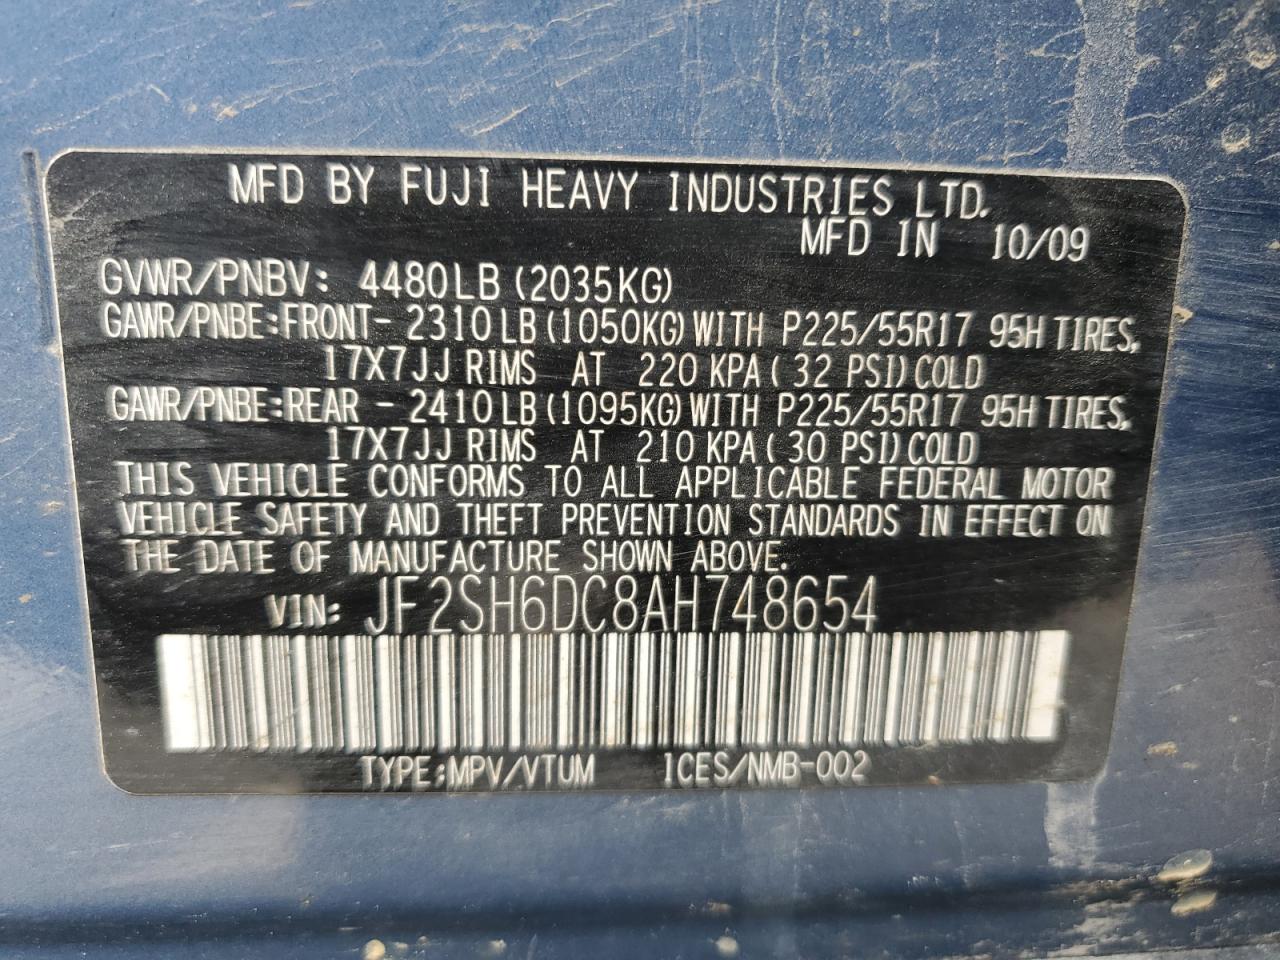 MFD BY FUJI HEAVY INDUSTRIES LTD.
MFD IN 10/09
GVWR/PNBV: 4480LB (2035KG)
GAWR/PNBE:FRONT- 2310LB(1050KG)WITH P225/55R17 95H TIRES,
17X7JJ RIMS AT 220 KPA( 32 PSI)COLD
GAWR/PNBE:REAR - 2410LB(1095KG)WITH P225/55R17 95H TIRES,
17X7JJ RIMS AT 210 KPA( 30 PSI)COLD
THIS VEHICLE CONFORMS TO ALL APPLICABLE FEDERAL MOTOR
VEHICLE SAFETY AND THEFT PREVENTION STANDARDS IN EFFECT ON
THE DATE OF MANUFACTURE SHOWN ABOVE.
VIN: JF2SH6DC8AH748654
TYPE:MPV/VTUM ICES/NMB-002